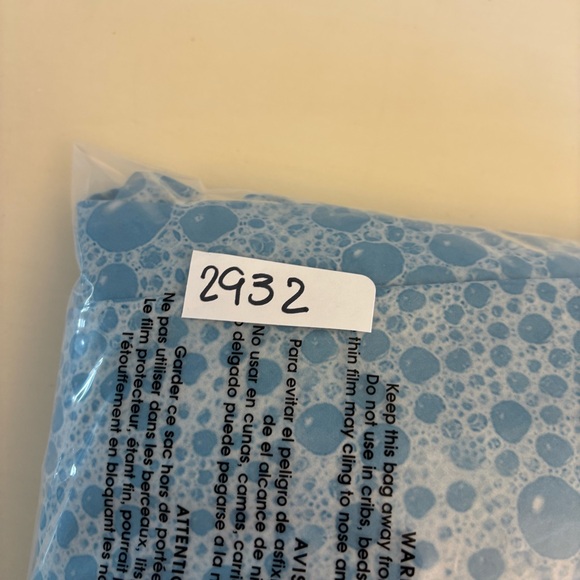 2932
WAR
Keep this bag away fro
Do not use in cribs, beds
thin film may cling to nose an
AVIS
Para evitar el peligro de asfixi
de el alcance de ni
No usar en cunas, camas, carri
delgado puede pegarse a la n
ATTENTIO
Garder ce sac hors de portée
Ne pas utiliser dans les berceaux, lits
Le film protecteur, étant fin, pourrait
l'étouffement en bloquant les na